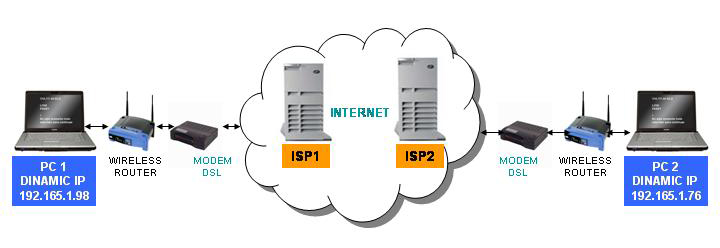 INTERNET
ISP1
ISP2
PC 1
DINAMIC IP
192.165.1.98
WIRELESS
ROUTER
MODEM
DSL
MODEM
DSL
WIRELESS
ROUTER
PC 2
DINAMIC IP
192.165.1.76